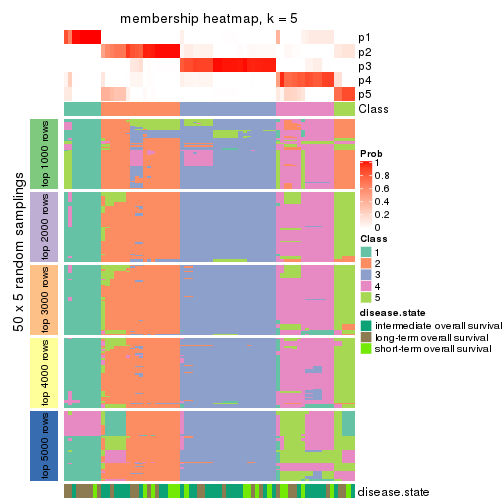 membership heatmap, k = 5
p1
p2
p3
p4
p5
Class
50 x 5 random samplings
top 1000 rows
top 2000 rows
top 3000 rows
top 4000 rows
top 5000 rows
Prob
1
0.8
0.6
0.4
0.2
0
Class
1
2
3
4
5
disease.state
intermediate overall survival
long-term overall survival
short-term overall survival
disease.state